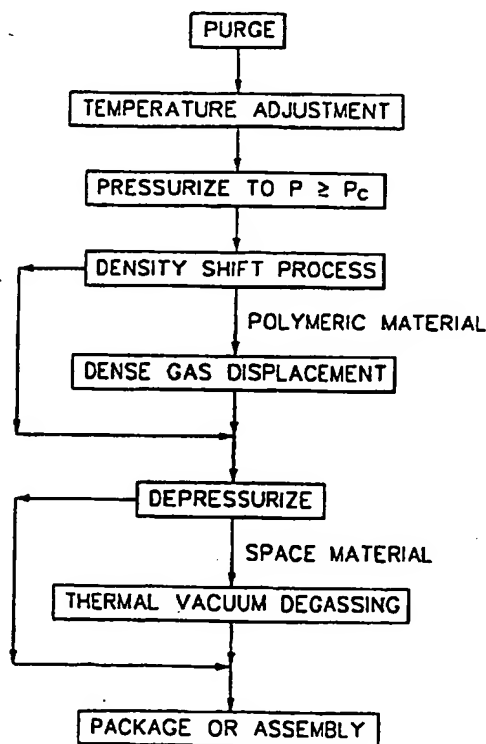 PURGE
TEMPERATURE ADJUSTMENT
PRESSURIZE TO P ≥ Pc
DENSITY SHIFT PROCESS
POLYMERIC MATERIAL
DENSE GAS DISPLACEMENT
DEPRESSURIZE
SPACE MATERIAL
THERMAL VACUUM DEGASSING
PACKAGE OR ASSEMBLY